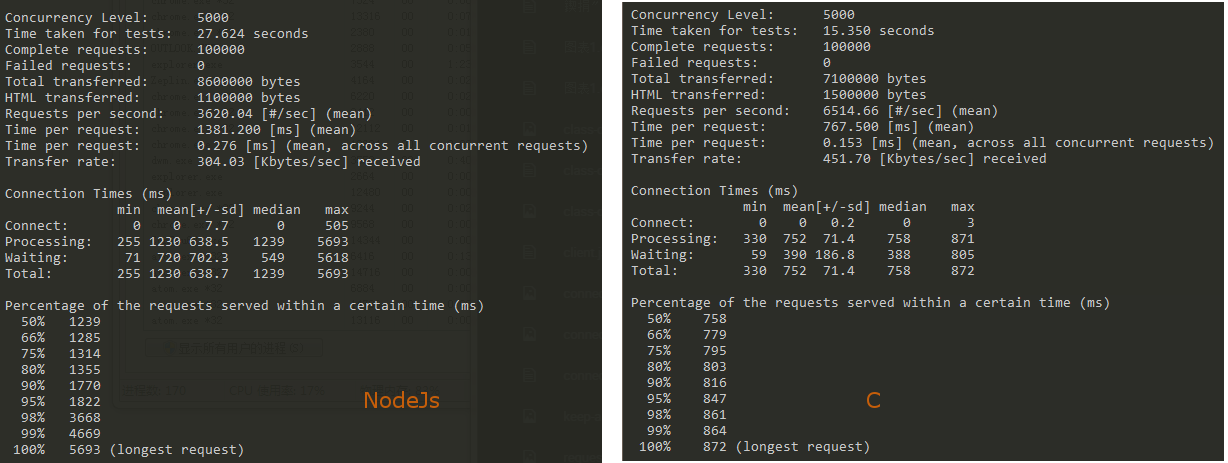 Concurrency Level:      5000
Time taken for tests:   27.624 seconds
Complete requests:      100000
Failed requests:        0
Total transferred:      8600000 bytes
HTML transferred:       1100000 bytes
Requests per second:    3620.04 [#/sec] (mean)
Time per request:       1381.200 [ms] (mean)
Time per request:       0.276 [ms] (mean, across all concurrent requests)
Transfer rate:          304.03 [Kbytes/sec] received
Connection Times (ms)
              min  mean[+/-sd] median   max
Connect:        0    0   7.7      0     505
Processing:   255 1230 638.5   1239    5693
Waiting:       71  720 702.3    549    5618
Total:        255 1230 638.7   1239    5693
Percentage of the requests served within a certain time (ms)
  50%   1239
  66%   1285
  75%   1314
  80%   1355
  90%   1770
  95%   1822
  98%   3668
  99%   4669
 100%   5693 (longest request)
NodeJs
Concurrency Level:      5000
Time taken for tests:   15.350 seconds
Complete requests:      100000
Failed requests:        0
Total transferred:      7100000 bytes
HTML transferred:       1500000 bytes
Requests per second:    6514.66 [#/sec] (mean)
Time per request:       767.500 [ms] (mean)
Time per request:       0.153 [ms] (mean, across all concurrent requests)
Transfer rate:          451.70 [Kbytes/sec] received
Connection Times (ms)
              min  mean[+/-sd] median   max
Connect:        0    0   0.2      0       3
Processing:   330  752  71.4    758     871
Waiting:       59  390 186.8    388     805
Total:        330  752  71.4    758     872
Percentage of the requests served within a certain time (ms)
  50%    758
  66%    779
  75%    795
  80%    803
  90%    816
  95%    847
  98%    861
  99%    864
 100%    872 (longest request)
C